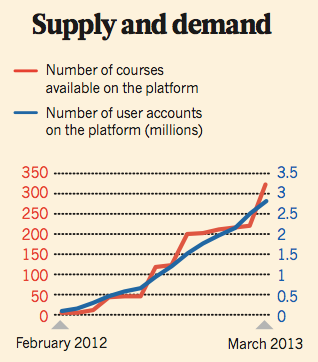 Supply and demand
Number of courses
available on the platform
Number of user accounts
on the platform (millions)
350 3.5
300 3
250 2.5
200 2
150 1.5
100 1
50 0.5
0 0
February 2012 March 2013